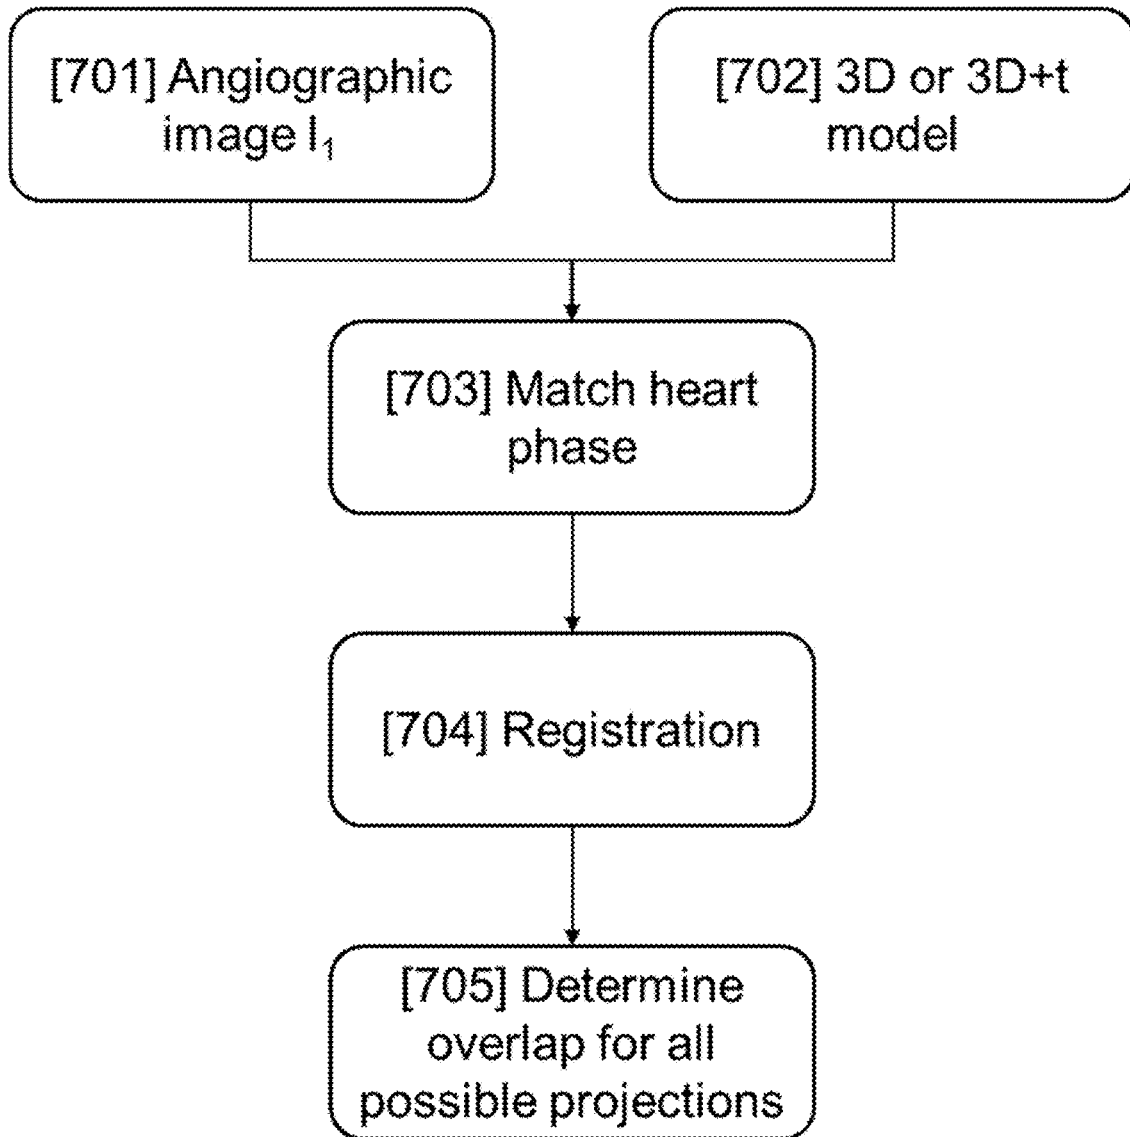 [701] Angiographic
image I₁
[702] 3D or 3D+t
model
[703] Match heart
phase
[704] Registration
[705] Determine
overlap for all
possible projections